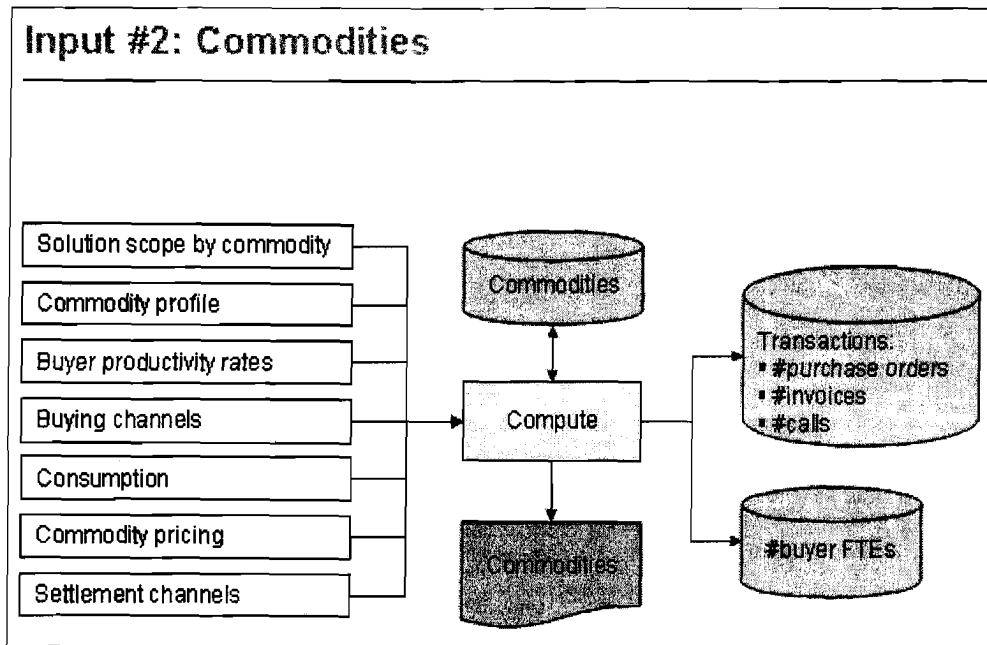 Input #2: Commodities
Solution scope by commodity
Commodity profile
Buyer productivity rates
Buying channels
Consumption
Commodity pricing
Settlement channels
Commodities
Compute
Commodities
Transactions:
▪ #purchase orders
▪ #invoices
▪ #calls
#buyer FTEs